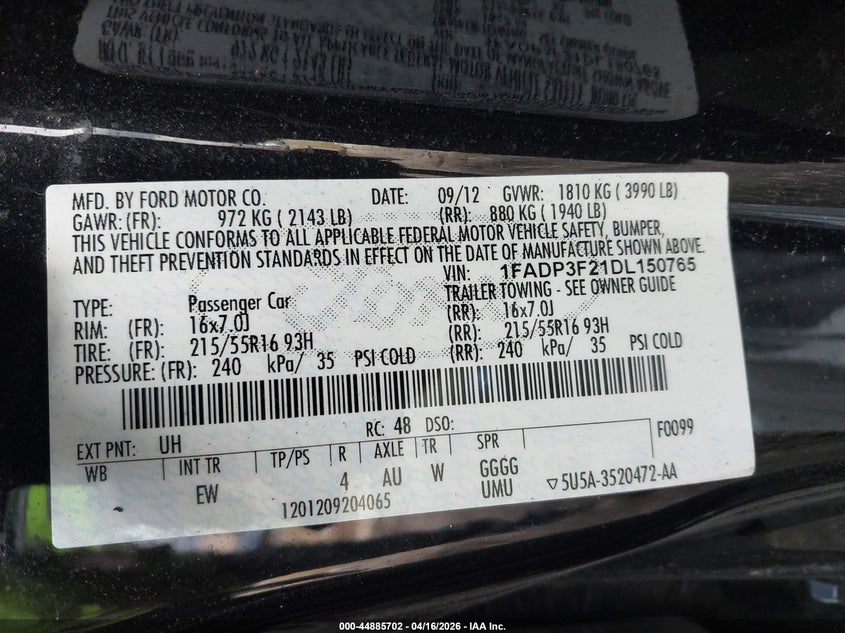 MFD. BY FORD MOTOR CO. DATE: 09/12 GVWR: 1810 KG ( 3990 LB)
GAWR: (FR): 972 KG ( 2143 LB) (RR): 880 KG ( 1940 LB)
THIS VEHICLE CONFORMS TO ALL APPLICABLE FEDERAL MOTOR VEHICLE SAFETY, BUMPER,
AND THEFT PREVENTION STANDARDS IN EFFECT ON THE DATE OF MANUFACTURE SHOWN ABOVE.
VIN: 1FADP3F21DL150765
TYPE: Passenger Car TRAILER TOWING - SEE OWNER GUIDE
RIM: (FR): 16x7.0J (RR): 16x7.0J
TIRE: (FR): 215/55R16 93H (RR): 215/55R16 93H
PRESSURE: (FR): 240 kPa/ 35 PSI COLD (RR): 240 kPa/ 35 PSI COLD
EXT PNT: UH RC: 48 DSO: F0099
WB INT TR TP/PS R AXLE TR SPR
EW 4 AU W GGGG
UMU
1201209204065 ▽5U5A-3520472-AA
000-44885702 - 04/16/2026 - IAA Inc.